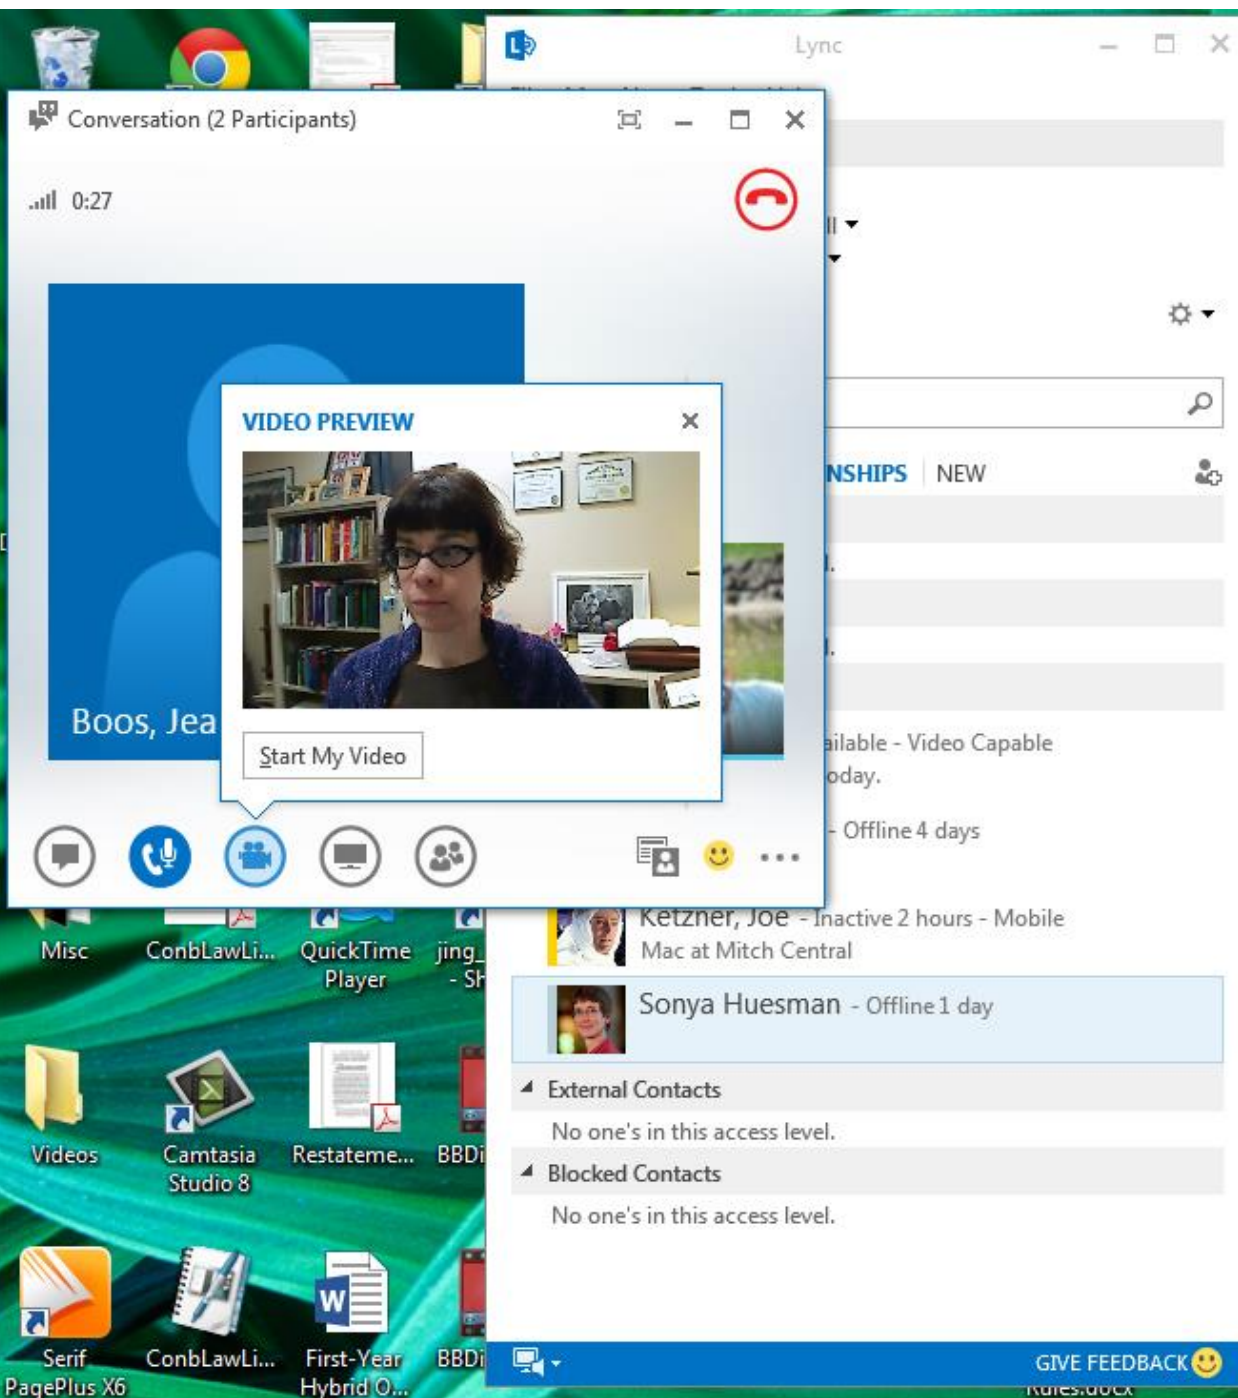 Lync
Conversation (2 Participants)
0:27
VIDEO PREVIEW
Boos, Jea
Start My Video
NSHIPS NEW
ailable - Video Capable
oday.
- Offline 4 days
Ketzner, Joe - Inactive 2 hours - Mobile
Mac at Mitch Central
Sonya Huesman - Offline 1 day
External Contacts
No one's in this access level.
Blocked Contacts
No one's in this access level.
GIVE FEEDBACK
Misc
ConbLawLi...
QuickTime
Player
jing_
- Sh
Videos
Camtasia
Studio 8
Restateme...
BBDi
Serif
PagePlus X6
ConbLawLi...
First-Year
Hybrid O...
BBDi
Rules.docx